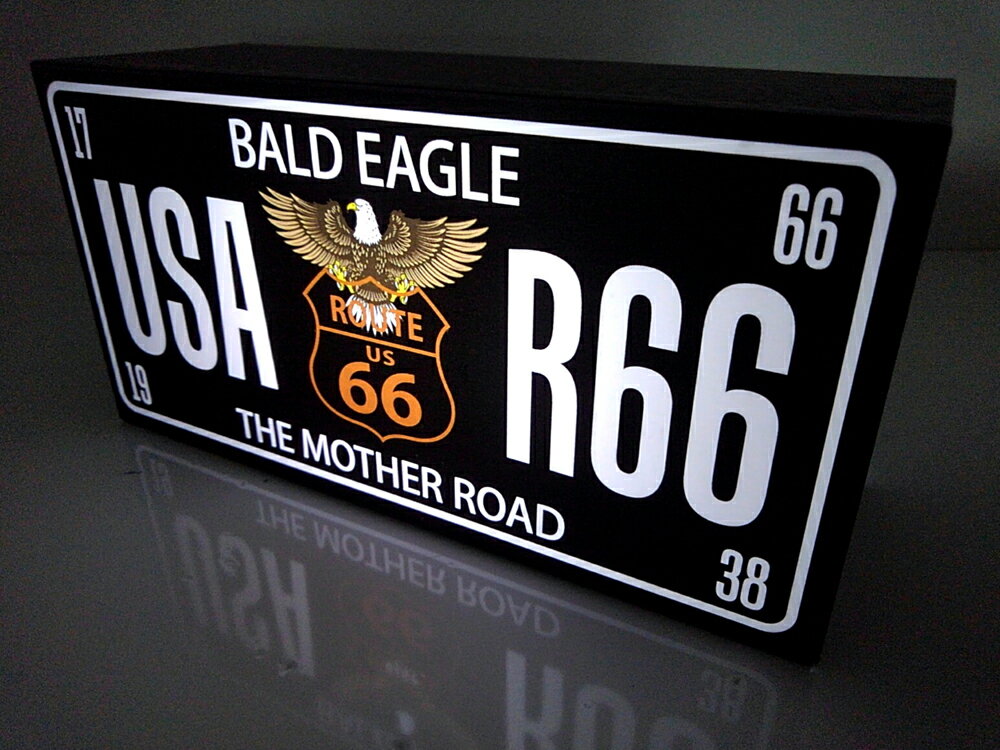 17
BALD EAGLE
66
USA
ROUTE
US
66
R66
19
THE MOTHER ROAD
38